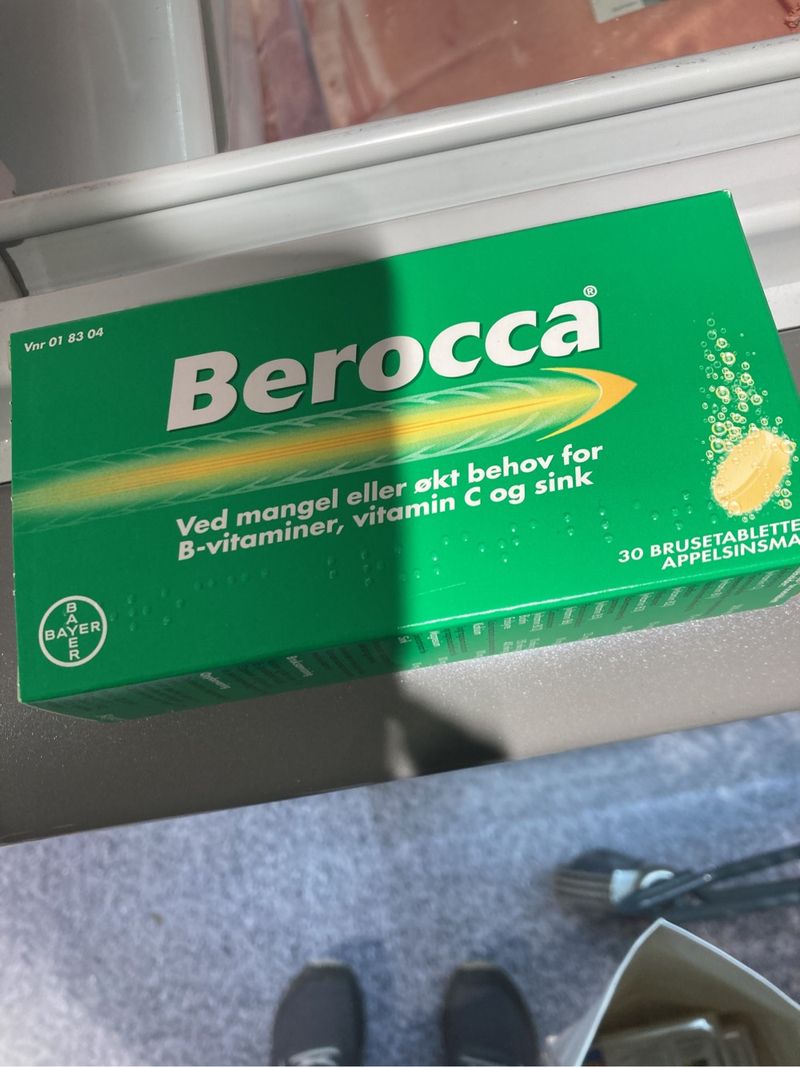 Vnr 01 83 04
Berocca®
Ved mangel eller økt behov for
B-vitaminer, vitamin C og sink
30 BRUSETABLETTE
APPELSINSMA
BAYER
BAYER